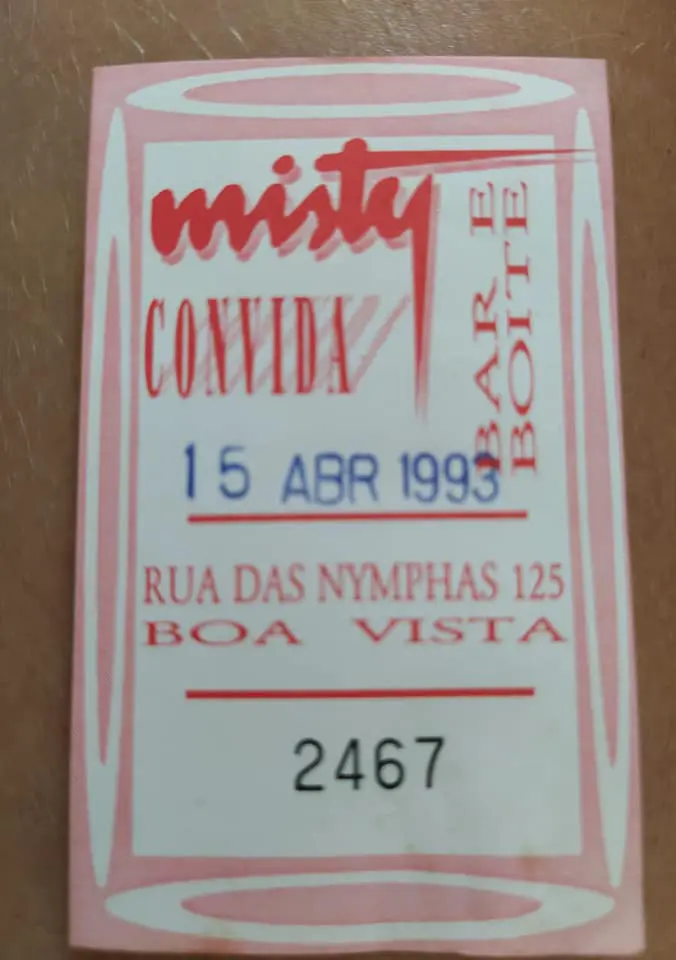 misty
BAR E
BOITE
CONVIDA
15 ABR 1993
RUA DAS NYMPHAS 125
BOA VISTA
2467